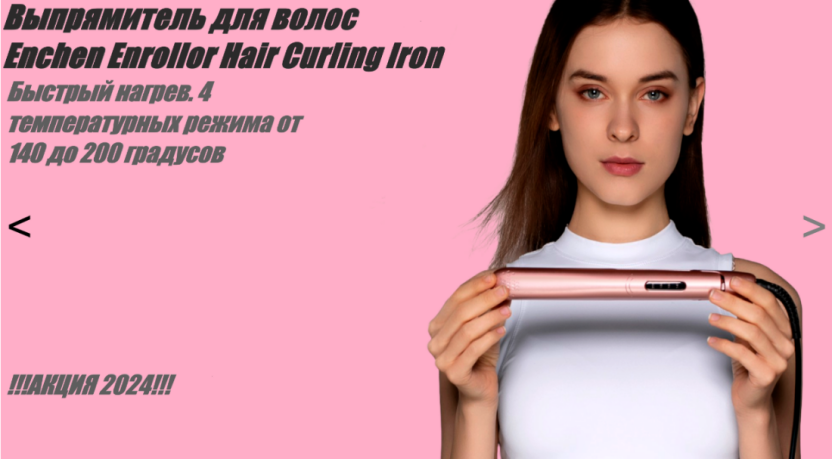 Выпрямитель для волос
Enchen Enrollor Hair Curling Iron
Быстрый нагрев. 4
температурных режима от
140 до 200 градусов
< >
!!!АКЦИЯ 2024!!!